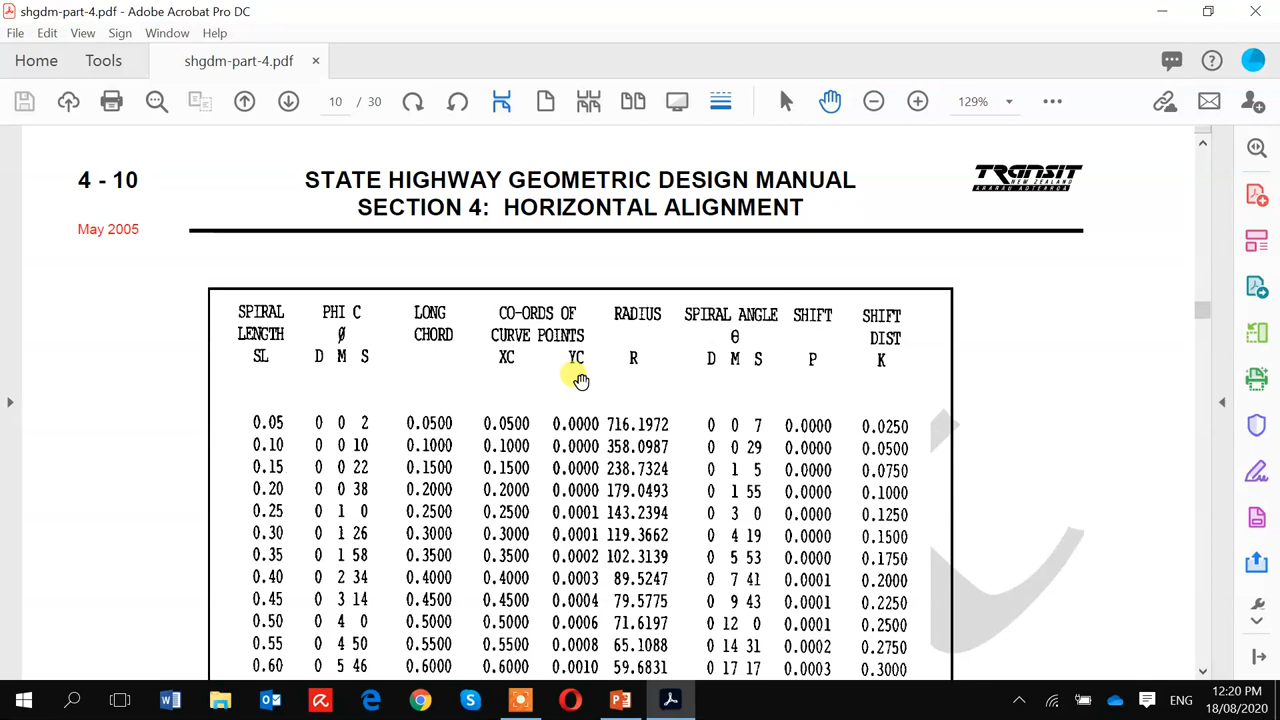 shgdm-part-4.pdf - Adobe Acrobat Pro DC
File Edit View Sign Window Help
Home Tools shgdm-part-4.pdf ×
10 / 30 129%
4 - 10 STATE HIGHWAY GEOMETRIC DESIGN MANUAL TRANSIT
SECTION 4: HORIZONTAL ALIGNMENT NEW ZEALAND
May 2005
SPIRAL PHI C LONG CO-ORDS OF RADIUS SPIRAL ANGLE SHIFT SHIFT
LENGTH Ø CHORD CURVE POINTS θ DIST
SL D M S XC YC R D M S P K
0.05 0 0 2 0.0500 0.0500 0.0000 716.1972 0 0 7 0.0000 0.0250
0.10 0 0 10 0.1000 0.1000 0.0000 358.0987 0 0 29 0.0000 0.0500
0.15 0 0 22 0.1500 0.1500 0.0000 238.7324 0 1 5 0.0000 0.0750
0.20 0 0 38 0.2000 0.2000 0.0000 179.0493 0 1 55 0.0000 0.1000
0.25 0 1 0 0.2500 0.2500 0.0001 143.2394 0 3 0 0.0000 0.1250
0.30 0 1 26 0.3000 0.3000 0.0001 119.3662 0 4 19 0.0000 0.1500
0.35 0 1 58 0.3500 0.3500 0.0002 102.3139 0 5 53 0.0000 0.1750
0.40 0 2 34 0.4000 0.4000 0.0003 89.5247 0 7 41 0.0001 0.2000
0.45 0 3 14 0.4500 0.4500 0.0004 79.5775 0 9 43 0.0001 0.2250
0.50 0 4 0 0.5000 0.5000 0.0006 71.6197 0 12 0 0.0001 0.2500
0.55 0 4 50 0.5500 0.5500 0.0008 65.1088 0 14 31 0.0002 0.2750
0.60 0 5 46 0.6000 0.6000 0.0010 59.6831 0 17 17 0.0003 0.3000
ENG 12:20 PM
18/08/2020